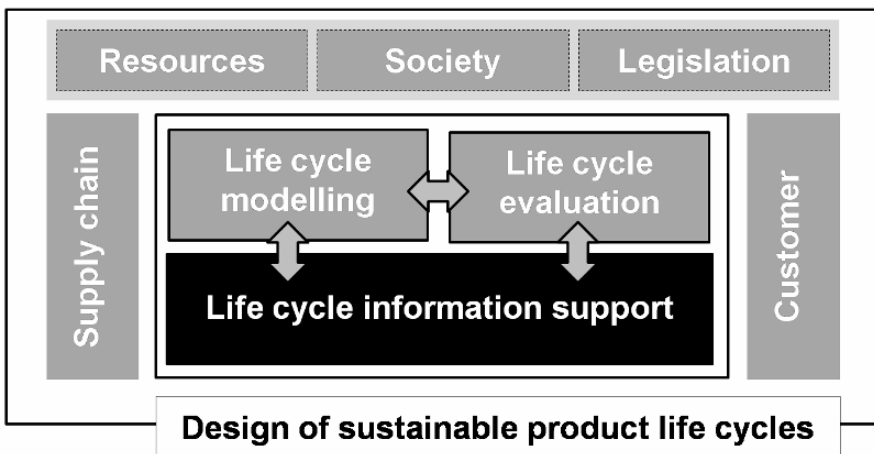 Resources
Society
Legislation
Supply chain
Life cycle
modelling
Life cycle
evaluation
Customer
Life cycle information support
Design of sustainable product life cycles